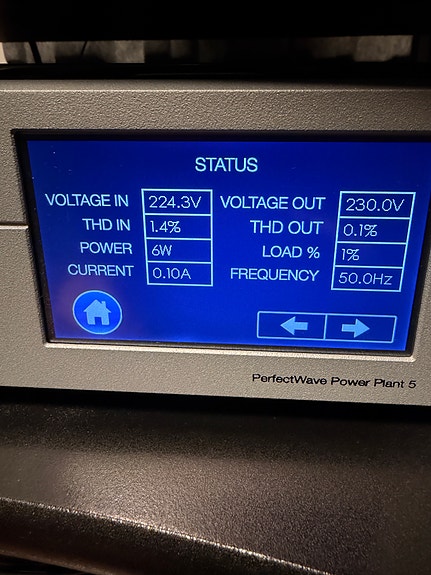 STATUS
VOLTAGE IN 224.3V VOLTAGE OUT 230.0V
THD IN 1.4% THD OUT 0.1%
POWER 6W LOAD % 1%
CURRENT 0.10A FREQUENCY 50.0Hz
PerfectWave Power Plant 5